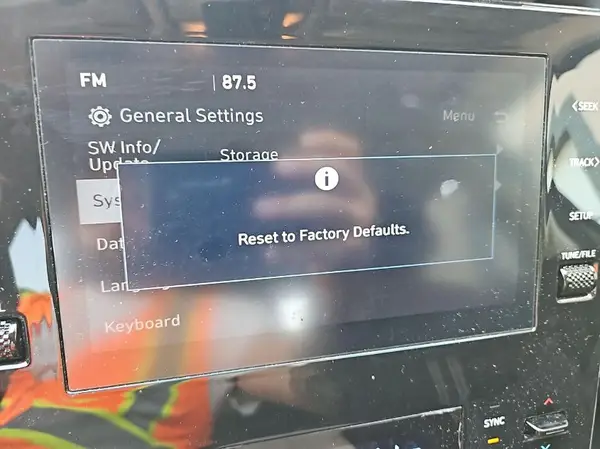 FM | 87.5
General Settings Menu
SW Info/
Update Storage
Sys
Reset to Factory Defaults.
Keyboard
<SEEK
TRACK>
SETUP
TUNE/FILE
SYNC